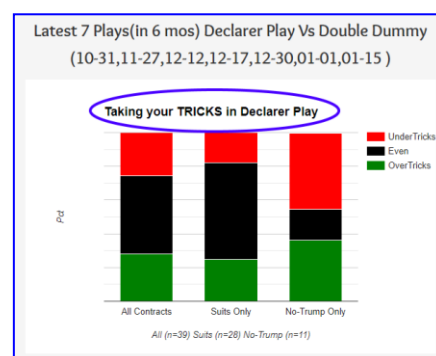 Latest 7 Plays(in 6 mos) Declarer Play Vs Double Dummy
(10-31,11-27,12-12,12-17,12-30,01-01,01-15 )
Taking your TRICKS in Declarer Play
UnderTricks
Even
OverTricks
Pct
All Contracts
Suits Only
No-Trump Only
All (n=39) Suits (n=28) No-Trump (n=11)